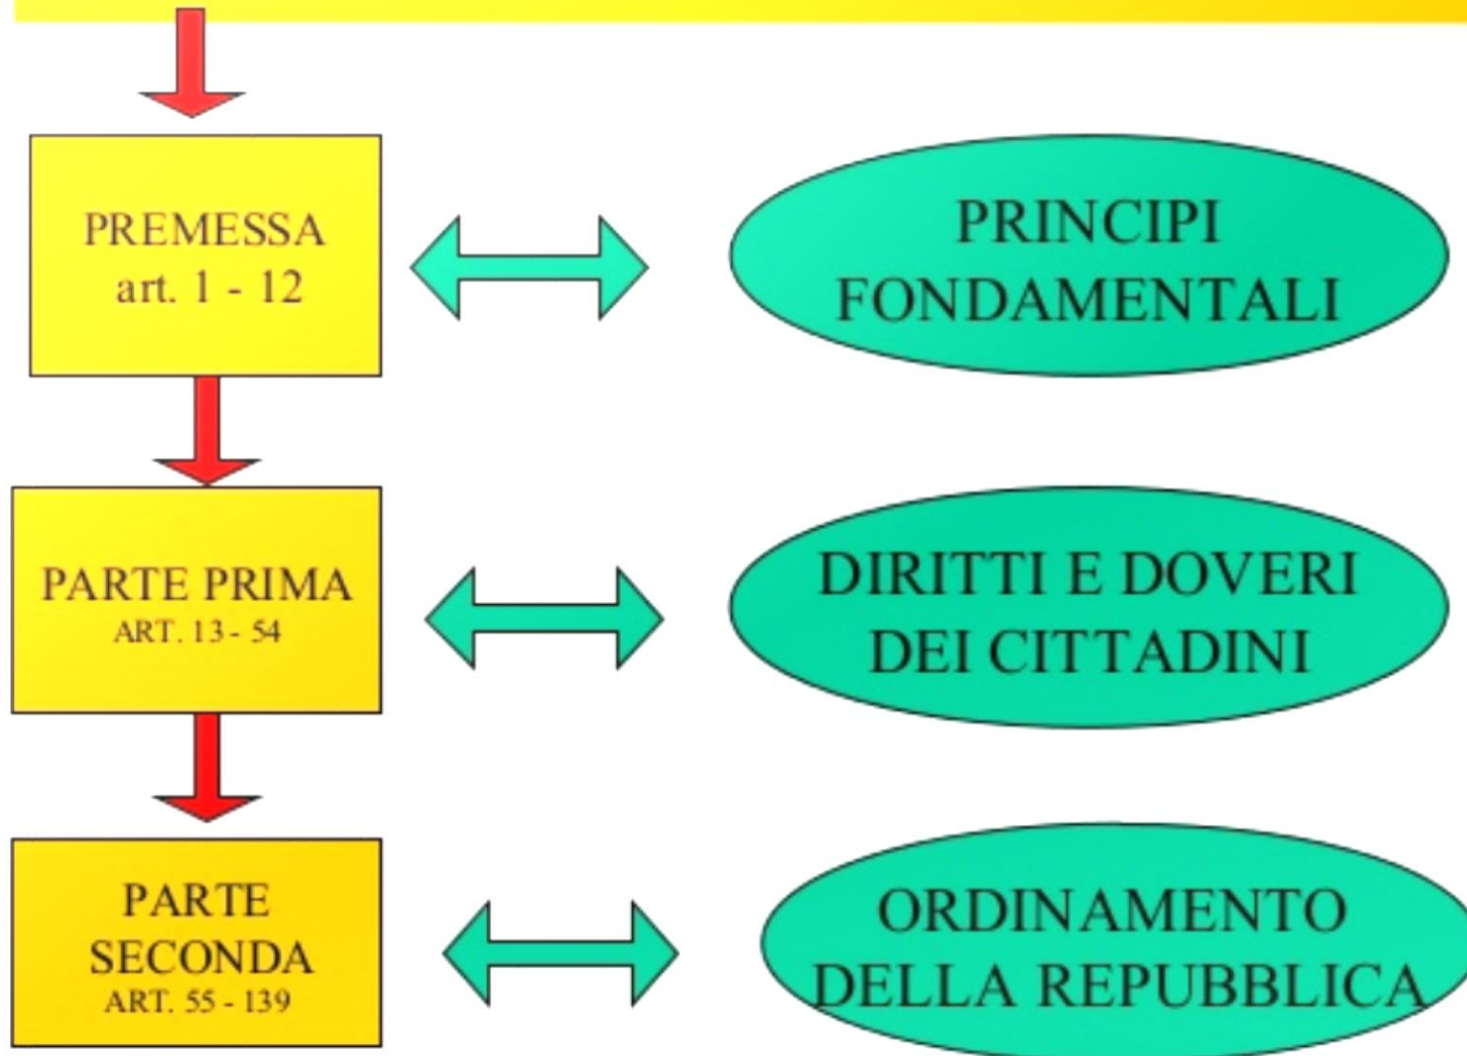 PREMESSA
art. 1 - 12
PRINCIPI
FONDAMENTALI
PARTE PRIMA
ART. 13 - 54
DIRITTI E DOVERI
DEI CITTADINI
PARTE
SECONDA
ART. 55 - 139
ORDINAMENTO
DELLA REPUBBLICA